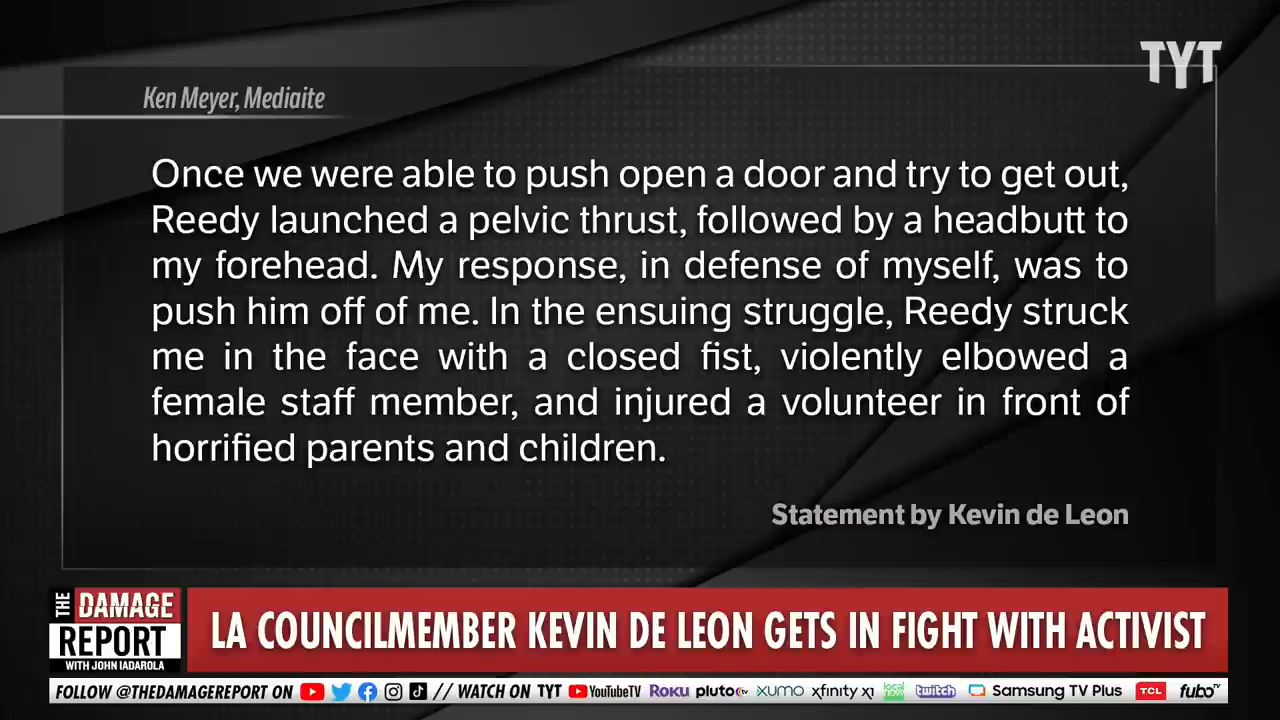 TYT
Ken Meyer, Mediaite
Once we were able to push open a door and try to get out,
Reedy launched a pelvic thrust, followed by a headbutt to
my forehead. My response, in defense of myself, was to
push him off of me. In the ensuing struggle, Reedy struck
me in the face with a closed fist, violently elbowed a
female staff member, and injured a volunteer in front of
horrified parents and children.
Statement by Kevin de Leon
THE DAMAGE
REPORT
WITH JOHN IADAROLA
LA COUNCILMEMBER KEVIN DE LEON GETS IN FIGHT WITH ACTIVIST
FOLLOW @THEDAMAGEREPORT ON // WATCH ON TYT YouTubeTV ROKU pluto tv XUMO xfinity x1 local now twitch Samsung TV Plus TCL fubo TV